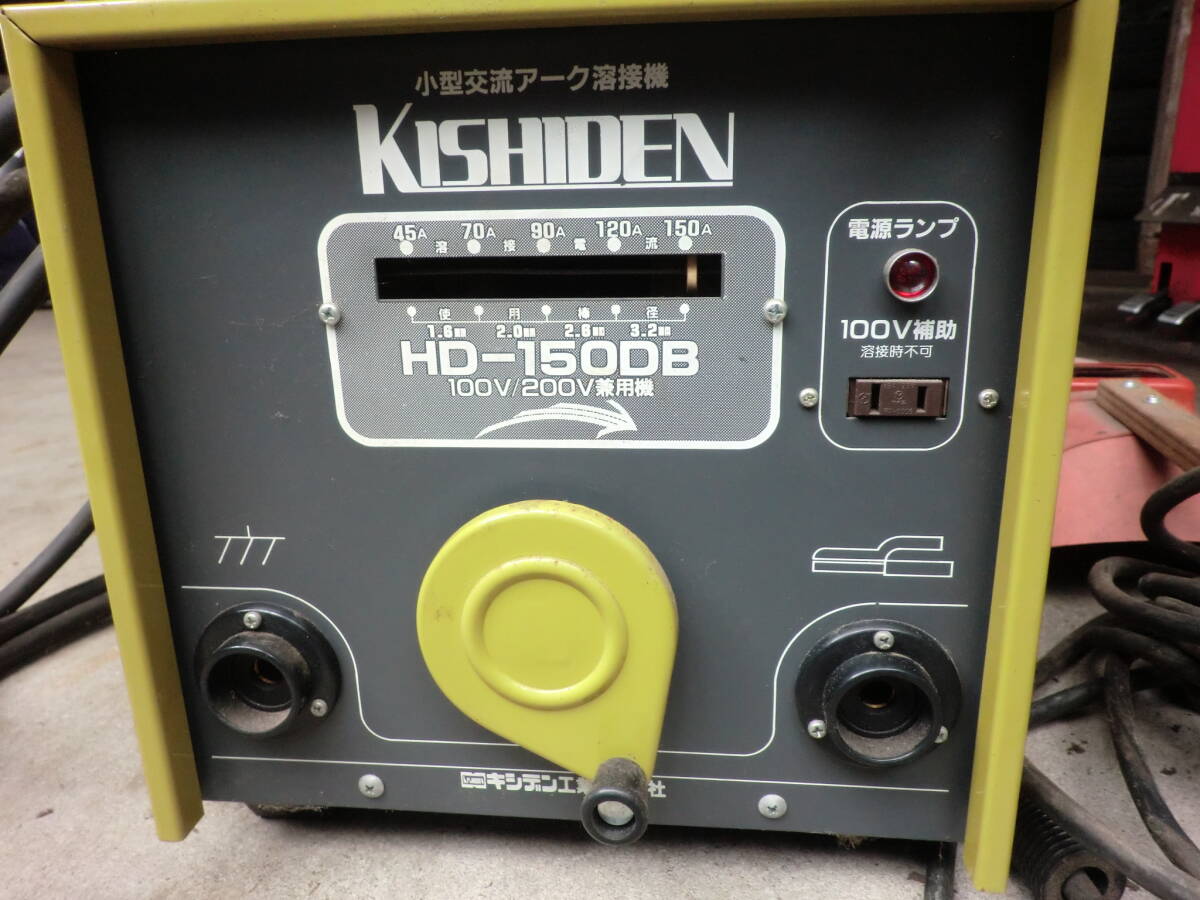 小型交流アーク溶接機
KISHIDEN
45A 70A 90A 120A 150A
溶接電流
使用棒径
1.6㎜ 2.0㎜ 2.6㎜ 3.2㎜
HD-150DB
100V/200V兼用機
電源ランプ
100V補助
溶接時不可
キシデン工業 社